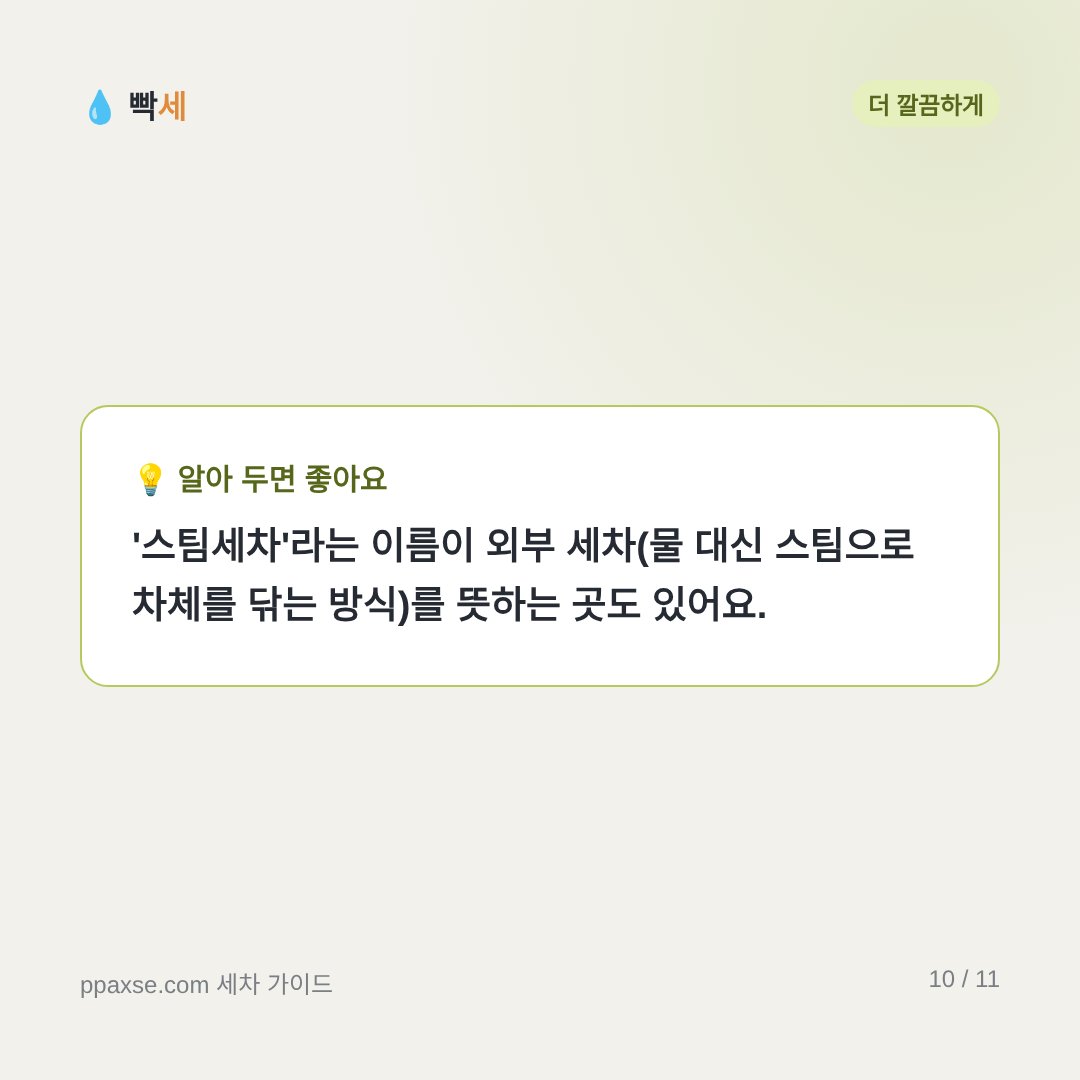 빡세
더 깔끔하게
💡 알아 두면 좋아요
'스팀세차'라는 이름이 외부 세차(물 대신 스팀으로
차체를 닦는 방식)를 뜻하는 곳도 있어요.
ppaxse.com 세차 가이드
10 / 11